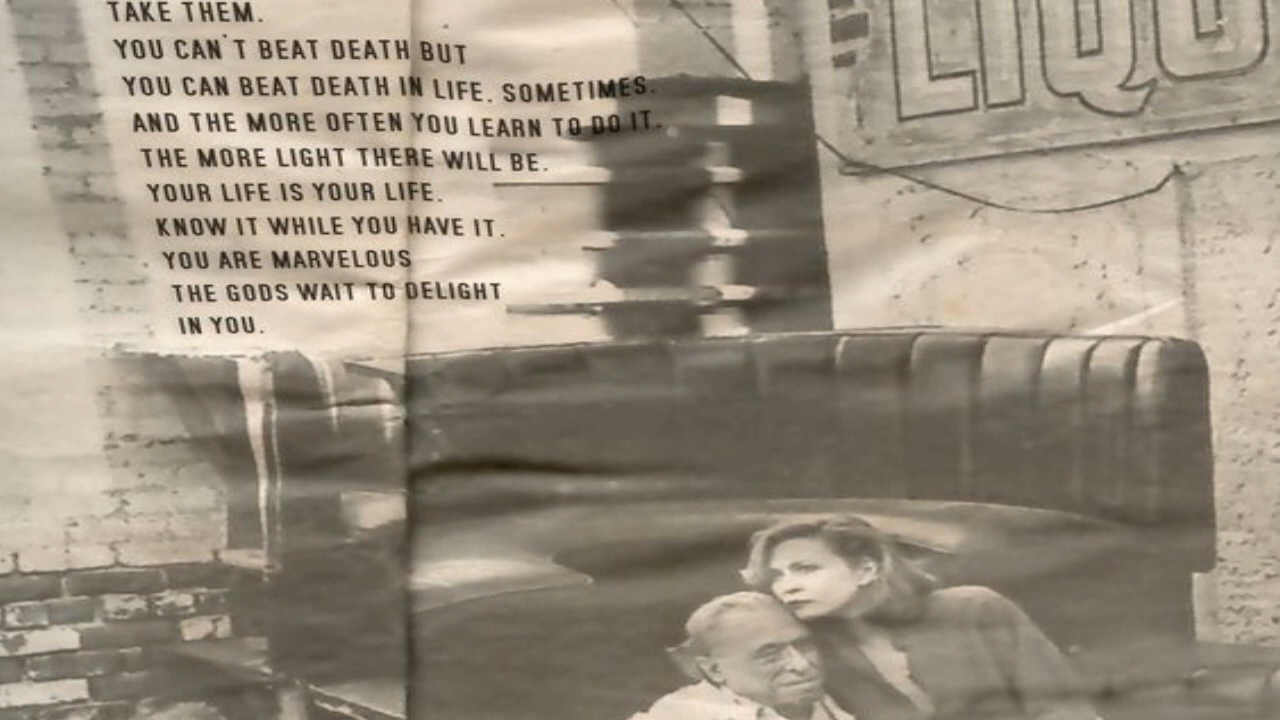 TAKE THEM.
YOU CAN'T BEAT DEATH BUT
YOU CAN BEAT DEATH IN LIFE. SOMETIMES.
AND THE MORE OFTEN YOU LEARN TO DO IT.
THE MORE LIGHT THERE WILL BE.
YOUR LIFE IS YOUR LIFE.
KNOW IT WHILE YOU HAVE IT.
YOU ARE MARVELOUS
THE GODS WAIT TO DELIGHT
IN YOU.
LIQUO